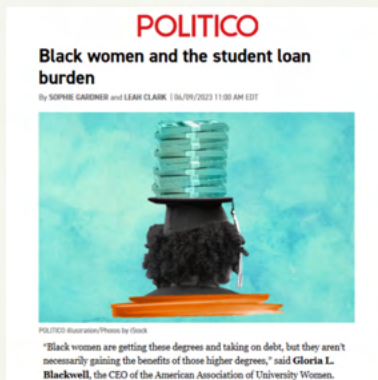 POLITICO
Black women and the student loan
burden
By SOPHIE GARDNER and LEAH CLARK | 06/09/2023 11:00 AM EDT
POLITICO illustration/Photos by iStock
“Black women are getting these degrees and taking on debt, but they aren’t
necessarily gaining the benefits of those higher degrees,” said Gloria L.
Blackwell, the CEO of the American Association of University Women.